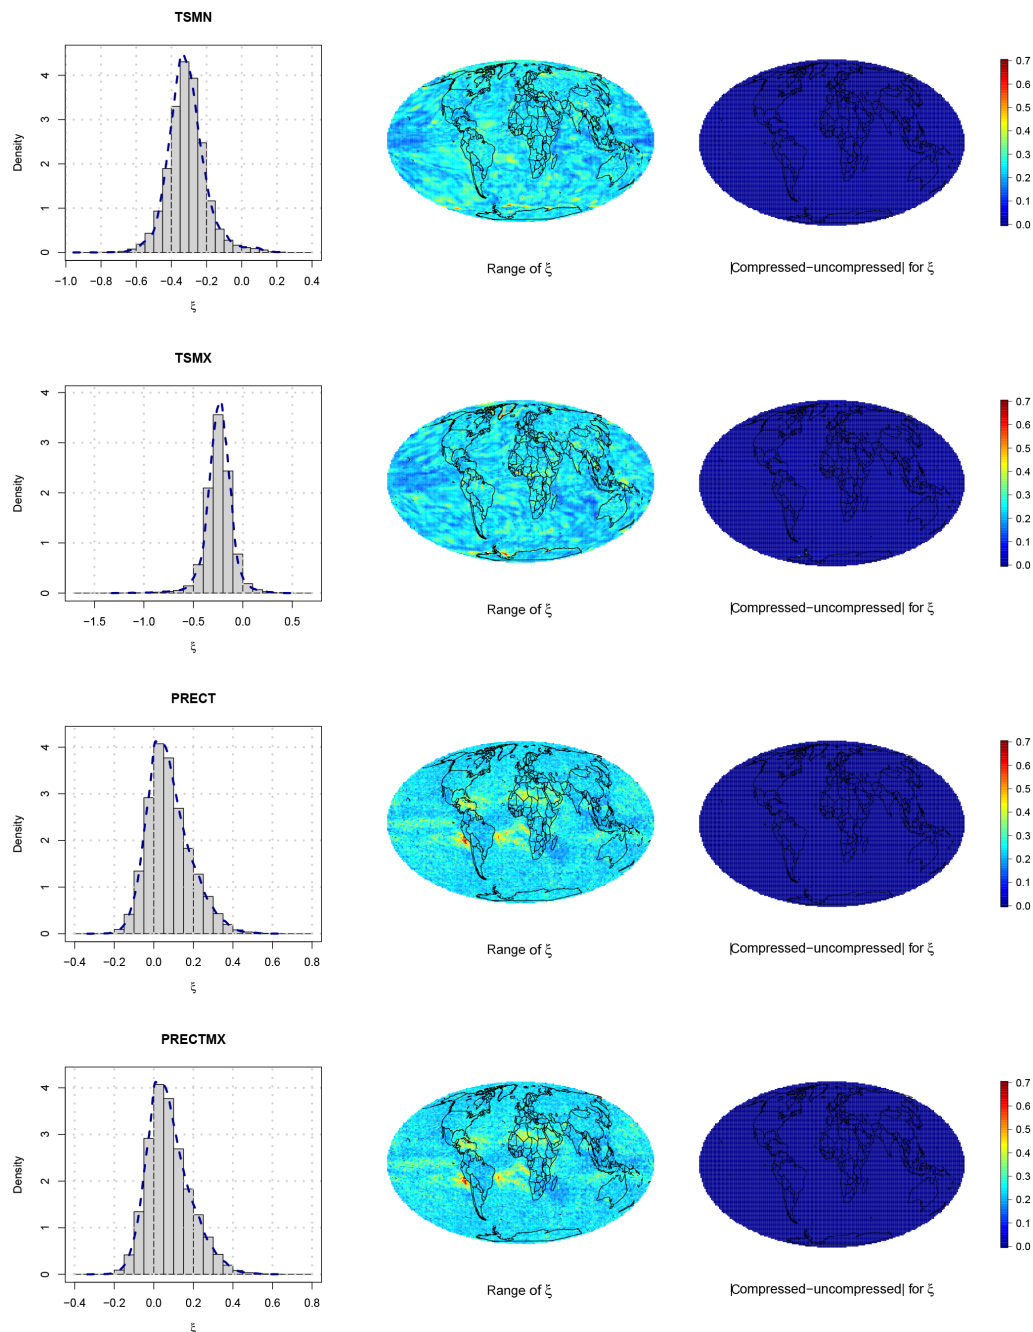 TSMN
Density
0 1 2 3 4
−1.0 −0.8 −0.6 −0.4 −0.2 0.0 0.2 0.4
ξ
Range of ξ
|Compressed−uncompressed| for ξ
0.7
0.6
0.5
0.4
0.3
0.2
0.1
0.0
TSMX
Density
0 1 2 3 4
−1.5 −1.0 −0.5 0.0 0.5
ξ
Range of ξ
|Compressed−uncompressed| for ξ
0.7
0.6
0.5
0.4
0.3
0.2
0.1
0.0
PRECT
Density
0 1 2 3 4
−0.4 −0.2 0.0 0.2 0.4 0.6 0.8
ξ
Range of ξ
|Compressed−uncompressed| for ξ
0.7
0.6
0.5
0.4
0.3
0.2
0.1
0.0
PRECTMX
Density
0 1 2 3 4
−0.4 −0.2 0.0 0.2 0.4 0.6 0.8
ξ
Range of ξ
|Compressed−uncompressed| for ξ
0.7
0.6
0.5
0.4
0.3
0.2
0.1
0.0